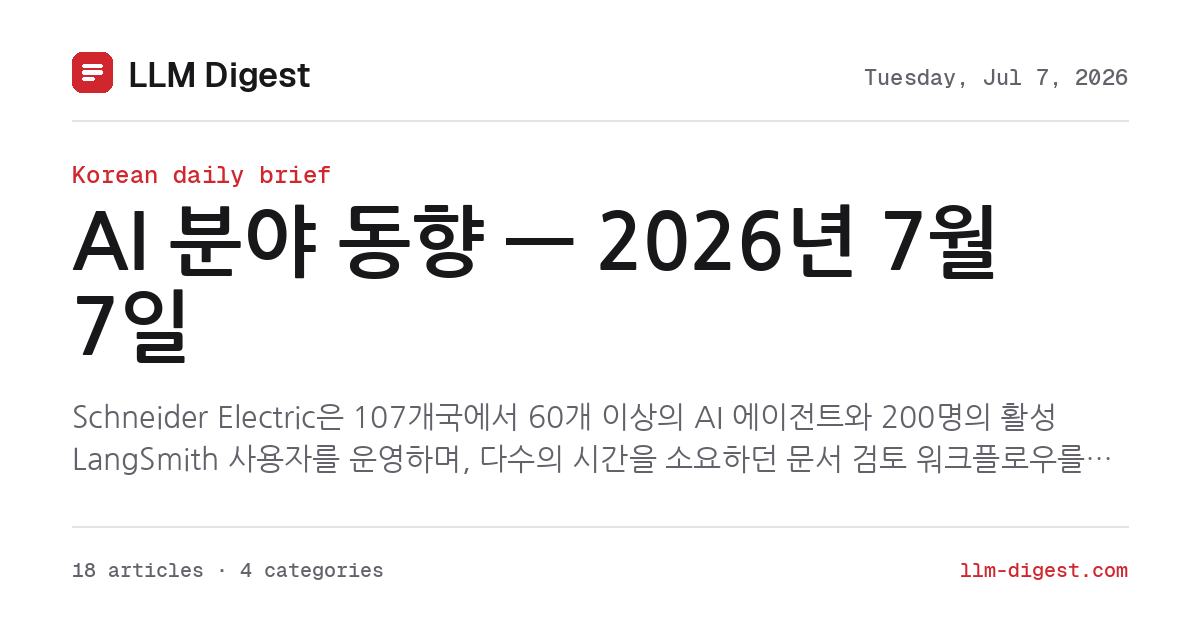 LLM Digest
Tuesday, Jul 7, 2026
Korean daily brief
AI 분야 동향 — 2026년 7월
7일
Schneider Electric은 107개국에서 60개 이상의 AI 에이전트와 200명의 활성
LangSmith 사용자를 운영하며, 다수의 시간을 소요하던 문서 검토 워크플로우를…
18 articles · 4 categories
llm-digest.com